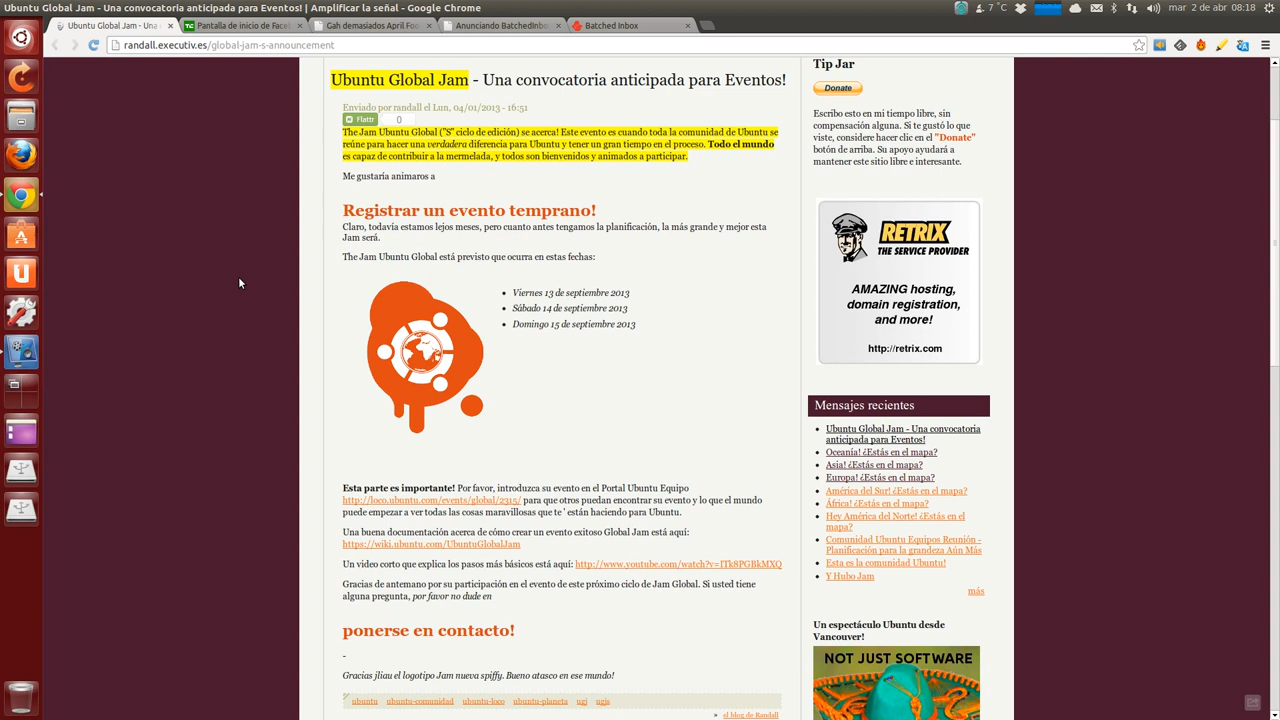 Ubuntu Global Jam - Una convocatoria anticipada para Eventos! | Amplificar la señal - Google Chrome
7 °C
mar 2 de abr 08:18
Ubuntu Global Jam - Una
Pantalla de inicio de Faceb
Gah demasiados April Foo
Anunciando BatchedInbox
Batched Inbox
randall.executiv.es/global-jam-s-announcement
Ubuntu Global Jam - Una convocatoria anticipada para Eventos!
Enviado por randall el Lun, 04/01/2013 - 16:51
Flattr 0
The Jam Ubuntu Global ("S" ciclo de edición) se acerca! Este evento es cuando toda la comunidad de Ubuntu se
reúne para hacer una verdadera diferencia para Ubuntu y tener un gran tiempo en el proceso. Todo el mundo
es capaz de contribuir a la mermelada, y todos son bienvenidos y animados a participar.
Me gustaría animaros a
Registrar un evento temprano!
Claro, todavía estamos lejos meses, pero cuanto antes tengamos la planificación, la más grande y mejor esta
Jam será.
The Jam Ubuntu Global está previsto que ocurra en estas fechas:
Viernes 13 de septiembre 2013
Sábado 14 de septiembre 2013
Domingo 15 de septiembre 2013
Esta parte es importante! Por favor, introduzca su evento en el Portal Ubuntu Equipo
http://loco.ubuntu.com/events/global/2315/ para que otros puedan encontrar su evento y lo que el mundo
puede empezar a ver todas las cosas maravillosas que te ' están haciendo para Ubuntu.
Una buena documentación acerca de cómo crear un evento exitoso Global Jam está aquí:
https://wiki.ubuntu.com/UbuntuGlobalJam
Un video corto que explica los pasos más básicos está aquí: http://www.youtube.com/watch?v=ITk8PGBkMXQ
Gracias de antemano por su participación en el evento de este próximo ciclo de Jam Global. Si usted tiene
alguna pregunta, por favor no dude en
ponerse en contacto!
-
Gracias jliau el logotipo Jam nueva spiffy. Bueno atasco en ese mundo!
ubuntu ubuntu-comunidad ubuntu-loco ubuntu-planeta ugj ugjs
» el blog de Randall
Tip Jar
Donate
Escribo esto en mi tiempo libre, sin
compensación alguna. Si te gustó lo que
viste, considere hacer clic en el "Donate"
botón de arriba. Su apoyo ayudará a
mantener este sitio libre e interesante.
RETRIX
THE SERVICE PROVIDER
AMAZING hosting,
domain registration,
and more!
http://retrix.com
Mensajes recientes
Ubuntu Global Jam - Una convocatoria
anticipada para Eventos!
Oceanía! ¿Estás en el mapa?
Asia! ¿Estás en el mapa?
Europa! ¿Estás en el mapa?
América del Sur! ¿Estás en el mapa?
África! ¿Estás en el mapa?
Hey América del Norte! ¿Estás en el
mapa?
Comunidad Ubuntu Equipos Reunión -
Planificación para la grandeza Aún Más
Esta es la comunidad Ubuntu!
Y Hubo Jam
más
Un espectáculo Ubuntu desde
Vancouver!
NOT JUST SOFTWARE